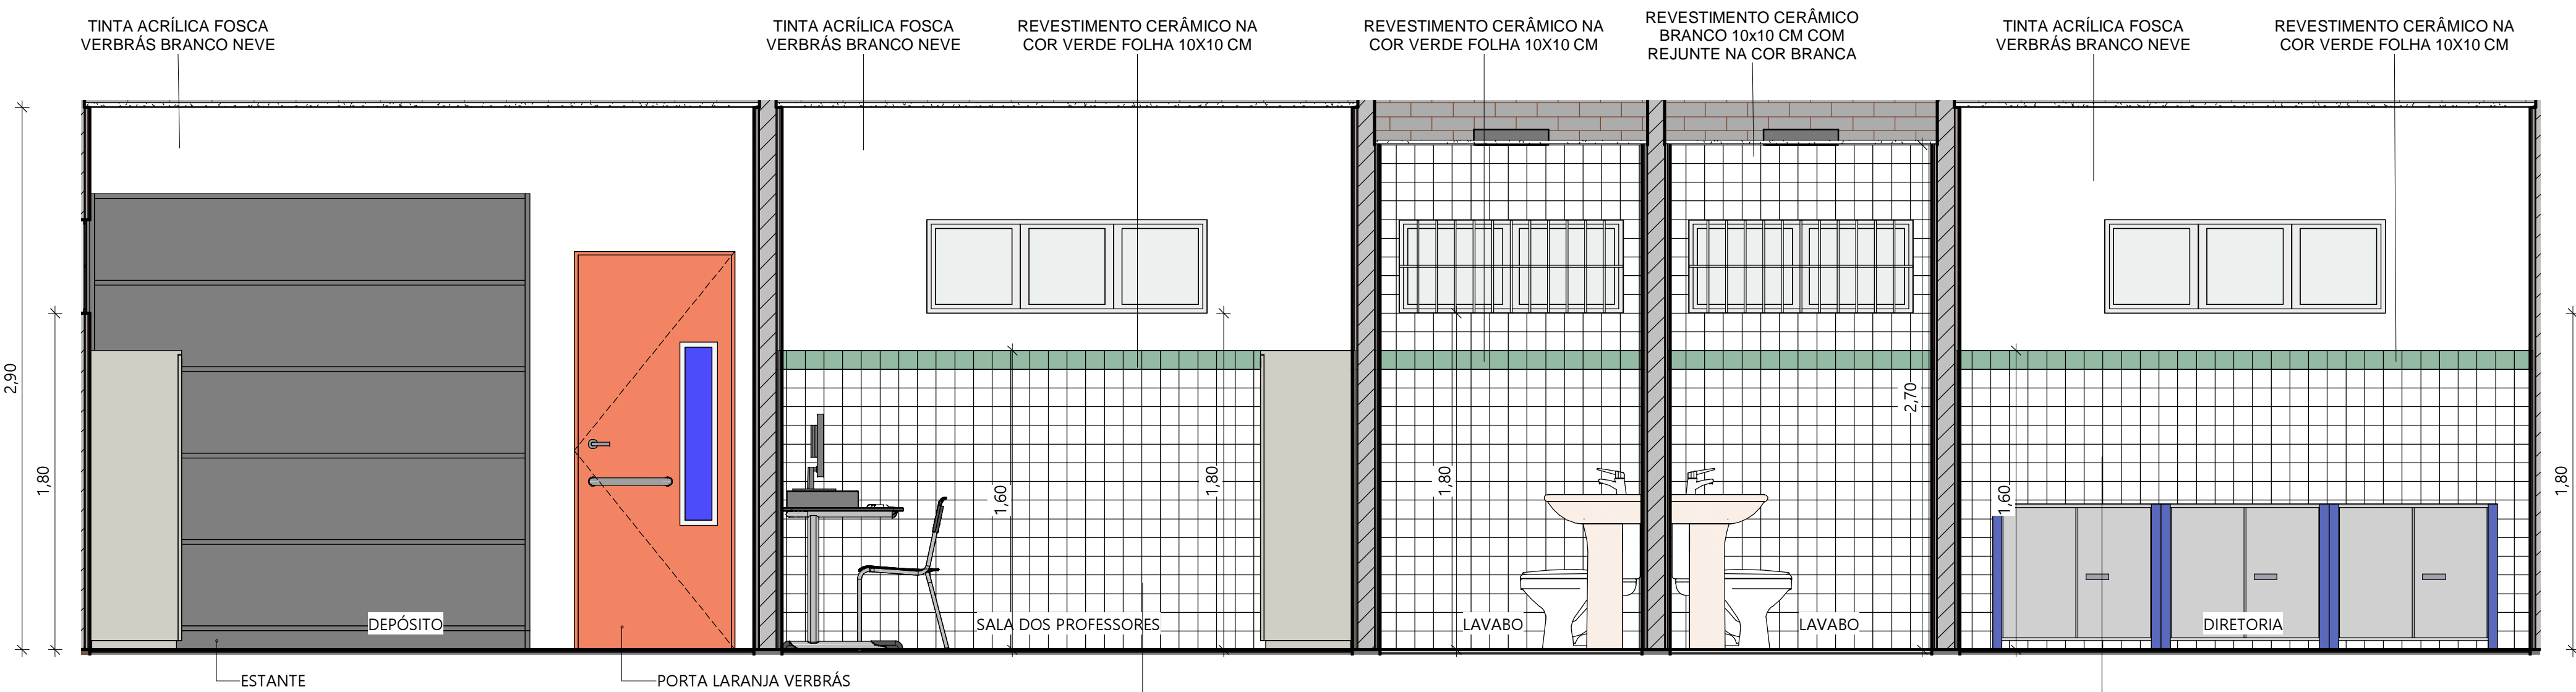 TINTA ACRÍLICA FOSCA
VERBRÁS BRANCO NEVE
TINTA ACRÍLICA FOSCA
VERBRÁS BRANCO NEVE
REVESTIMENTO CERÂMICO NA
COR VERDE FOLHA 10X10 CM
REVESTIMENTO CERÂMICO NA
COR VERDE FOLHA 10X10 CM
REVESTIMENTO CERÂMICO
BRANCO 10x10 CM COM
REJUNTE NA COR BRANCA
TINTA ACRÍLICA FOSCA
VERBRÁS BRANCO NEVE
REVESTIMENTO CERÂMICO NA
COR VERDE FOLHA 10X10 CM
2,90
1,80
1,60
1,80
1,80
2,70
1,60
1,80
DEPÓSITO
SALA DOS PROFESSORES
LAVABO
LAVABO
DIRETORIA
ESTANTE
PORTA LARANJA VERBRÁS